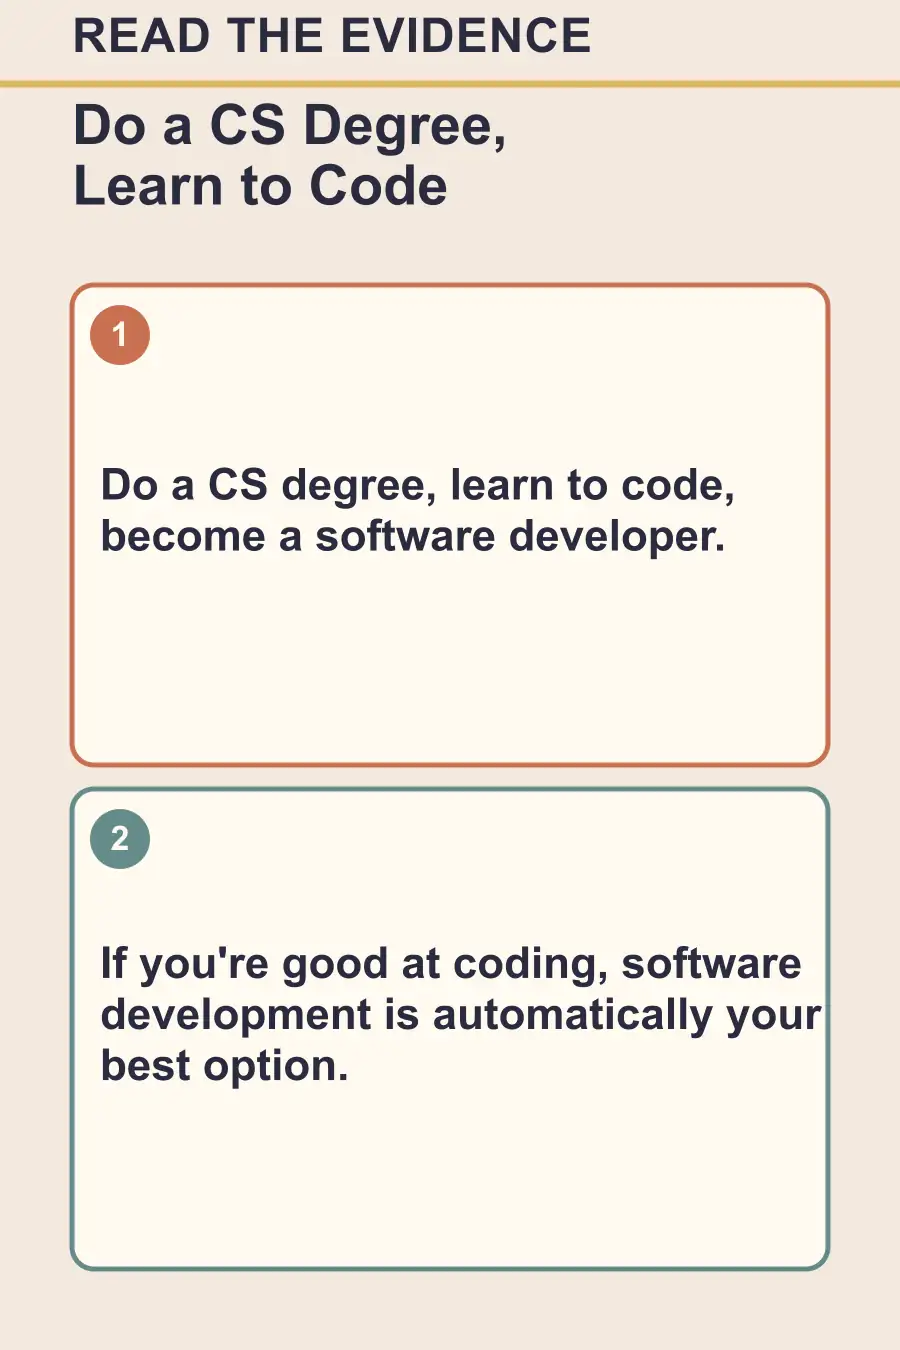 READ THE EVIDENCE
Do a CS Degree,
Learn to Code
1
Do a CS degree, learn to code,
become a software developer.
2
If you're good at coding, software
development is automatically your
best option.